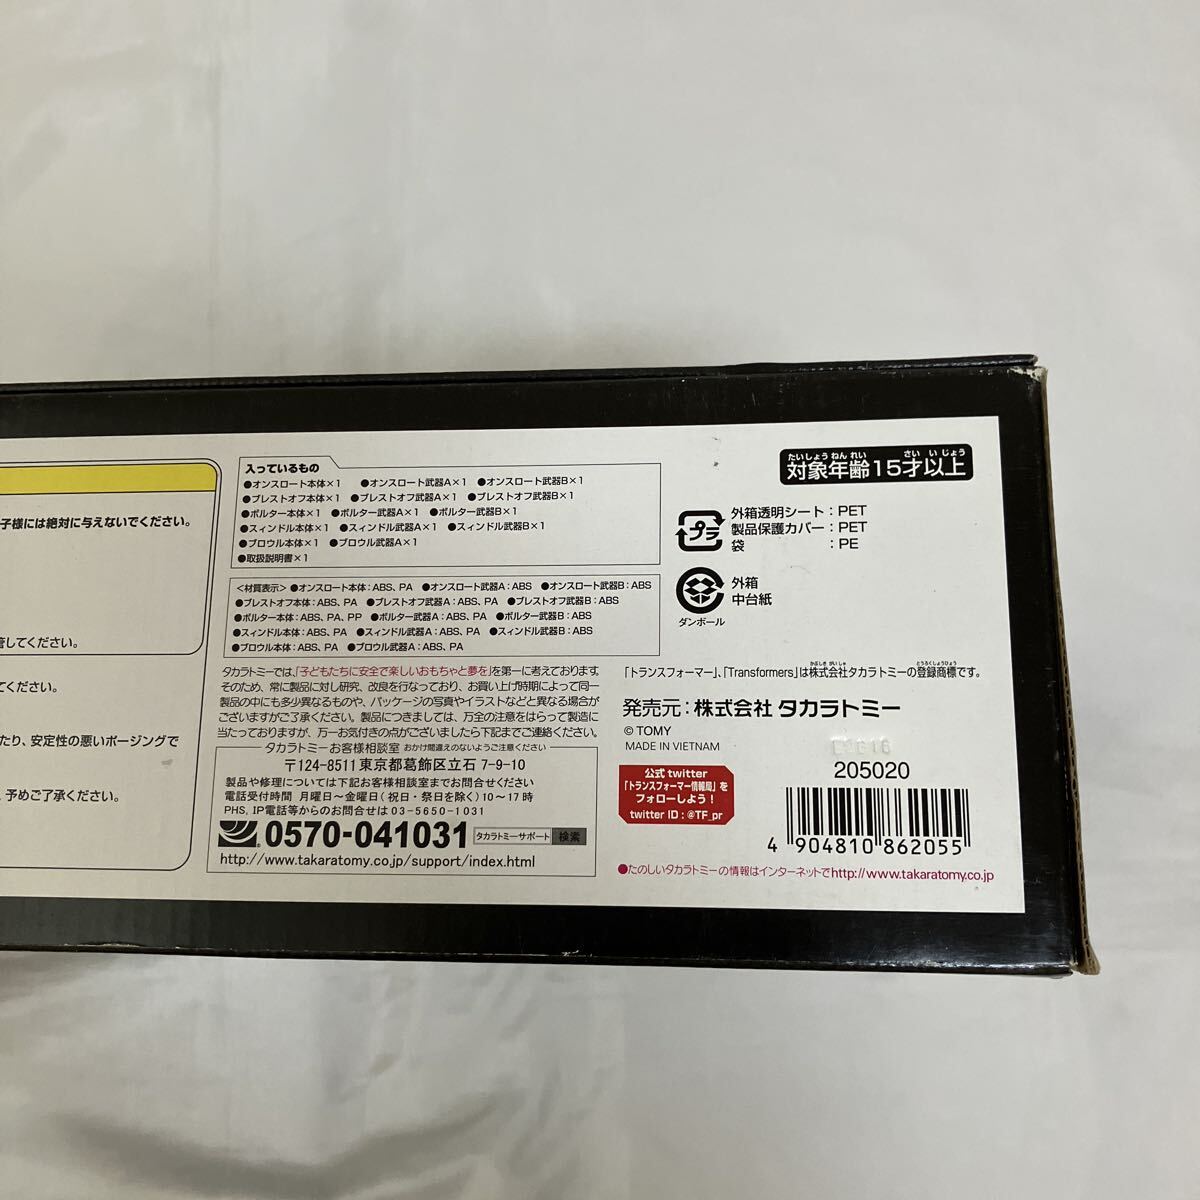 子様には絶対に与えないでください。
管してください。
てください。
たり、安定性の悪いポージングで
、予めご了承ください。
入っているもの
●オンスロート本体×1 ●オンスロート武器A×1 ●オンスロート武器B×1
●ブレストオフ本体×1 ●ブレストオフ武器A×1 ●ブレストオフ武器B×1
●ボルター本体×1 ●ボルター武器A×1 ●ボルター武器B×1
●スィンドル本体×1 ●スィンドル武器A×1 ●スィンドル武器B×1
●ブロウル本体×1 ●ブロウル武器A×1
●取扱説明書×1
<材質表示>●オンスロート本体:ABS、PA ●オンスロート武器A:ABS ●オンスロート武器B:ABS
●ブレストオフ本体:ABS、PA ●ブレストオフ武器A:ABS、PA ●ブレストオフ武器B:ABS
●ボルター本体:ABS、PA、PP ●ボルター武器A:ABS、PA ●ボルター武器B:ABS
●スィンドル本体:ABS、PA ●スィンドル武器A:ABS、PA ●スィンドル武器B:ABS
●ブロウル本体:ABS、PA ●ブロウル武器A:ABS、PA
タカラトミーでは、「子どもたちに安全で楽しいおもちゃと夢を」を第一に考えております。
そのため、常に製品に対し研究、改良を行なっており、お買い上げ時期によって同一
製品の中にも多少異なるものや、パッケージの写真やイラストなどと異なる場合が
ございますがご了承ください。製品につきましては、万全の注意をはらって製造に
当たっておりますが、万一お気付きの点がございましたら下記までご連絡ください。
タカラトミーお客様相談室 おかけ間違えのないようご注意ください
〒124-8511 東京都葛飾区立石 7-9-10
製品や修理については下記お客様相談室までお問合せください
電話受付時間 月曜日〜金曜日(祝日・祭日を除く)10〜17時
PHS、IP電話等からのお問合せは 03-5650-1031
0570-041031 タカラトミーサポート 検索
http://www.takaratomy.co.jp/support/index.html
たいしょうねんれい さいいじょう
対象年齢15才以上
プラ
外箱透明シート:PET
製品保護カバー:PET
袋 :PE
ダンボール
外箱
中台紙
かぶしきがいしゃ とうろくしょうひょう
「トランスフォーマー」、「Transformers」は株式会社タカラトミーの登録商標です。
発売元:株式会社 タカラトミー
© TOMY
MADE IN VIETNAM
公式twitter
「トランスフォーマー情報局」を
フォローしよう!
twitter ID:@TF_pr
205020
4 904810 862055
●たのしいタカラトミーの情報はインターネットでhttp://www.takaratomy.co.jp